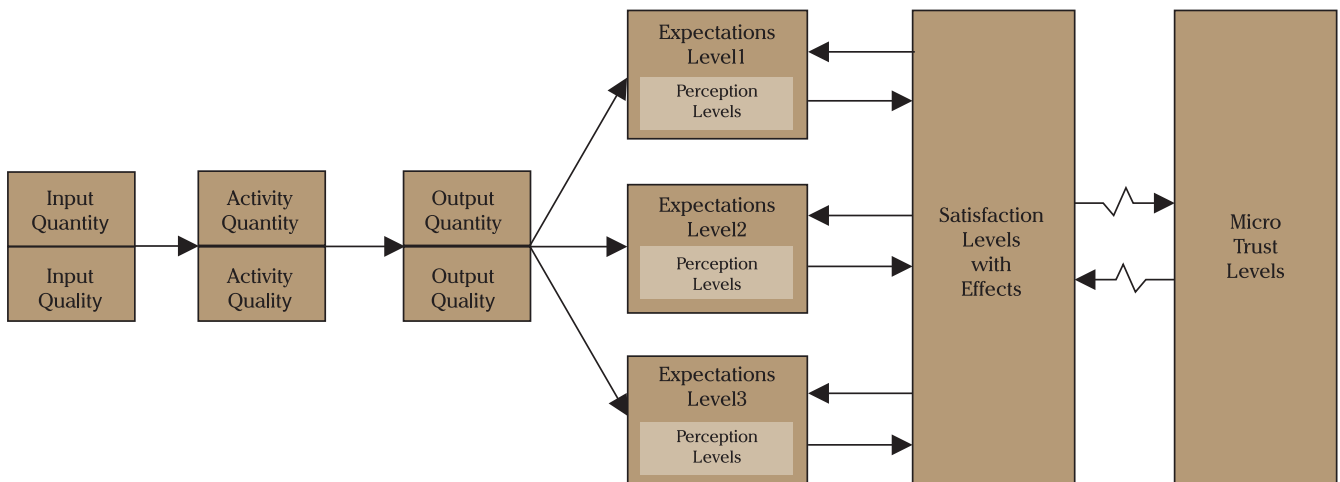 Input
Quantity
Input
Quality
Activity
Quantity
Activity
Quality
Output
Quantity
Output
Quality
Expectations
Level1
Perception
Levels
Expectations
Level2
Perception
Levels
Expectations
Level3
Perception
Levels
Satisfaction
Levels
with
Effects
Micro
Trust
Levels